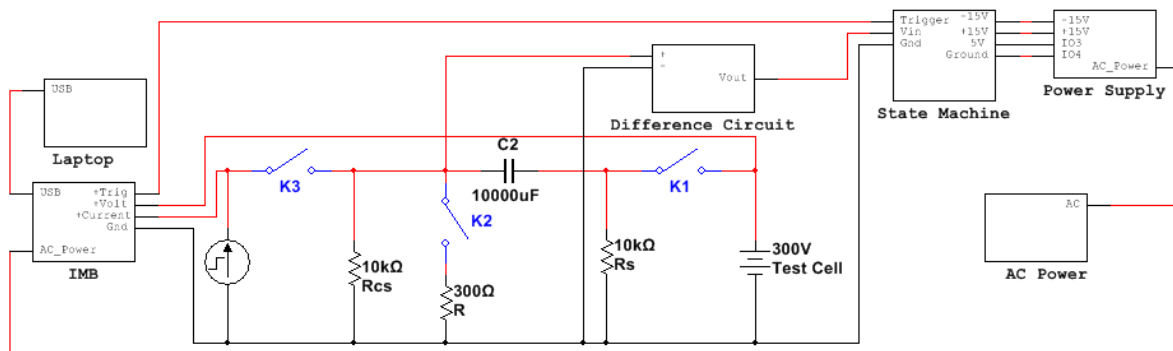 Trigger
Vin
Gnd
-15V
+15V
5V
Ground
State Machine
-15V
+15V
IO3
IO4
AC_Power
Power Supply
+
-
Vout
Difference Circuit
USB
Laptop
USB
+Trig
+Volt
+Current
Gnd
AC_Power
IMB
K3
C2
10000uF
K1
K2
10kΩ
Rcs
300Ω
R
10kΩ
Rs
300V
Test Cell
AC
AC Power